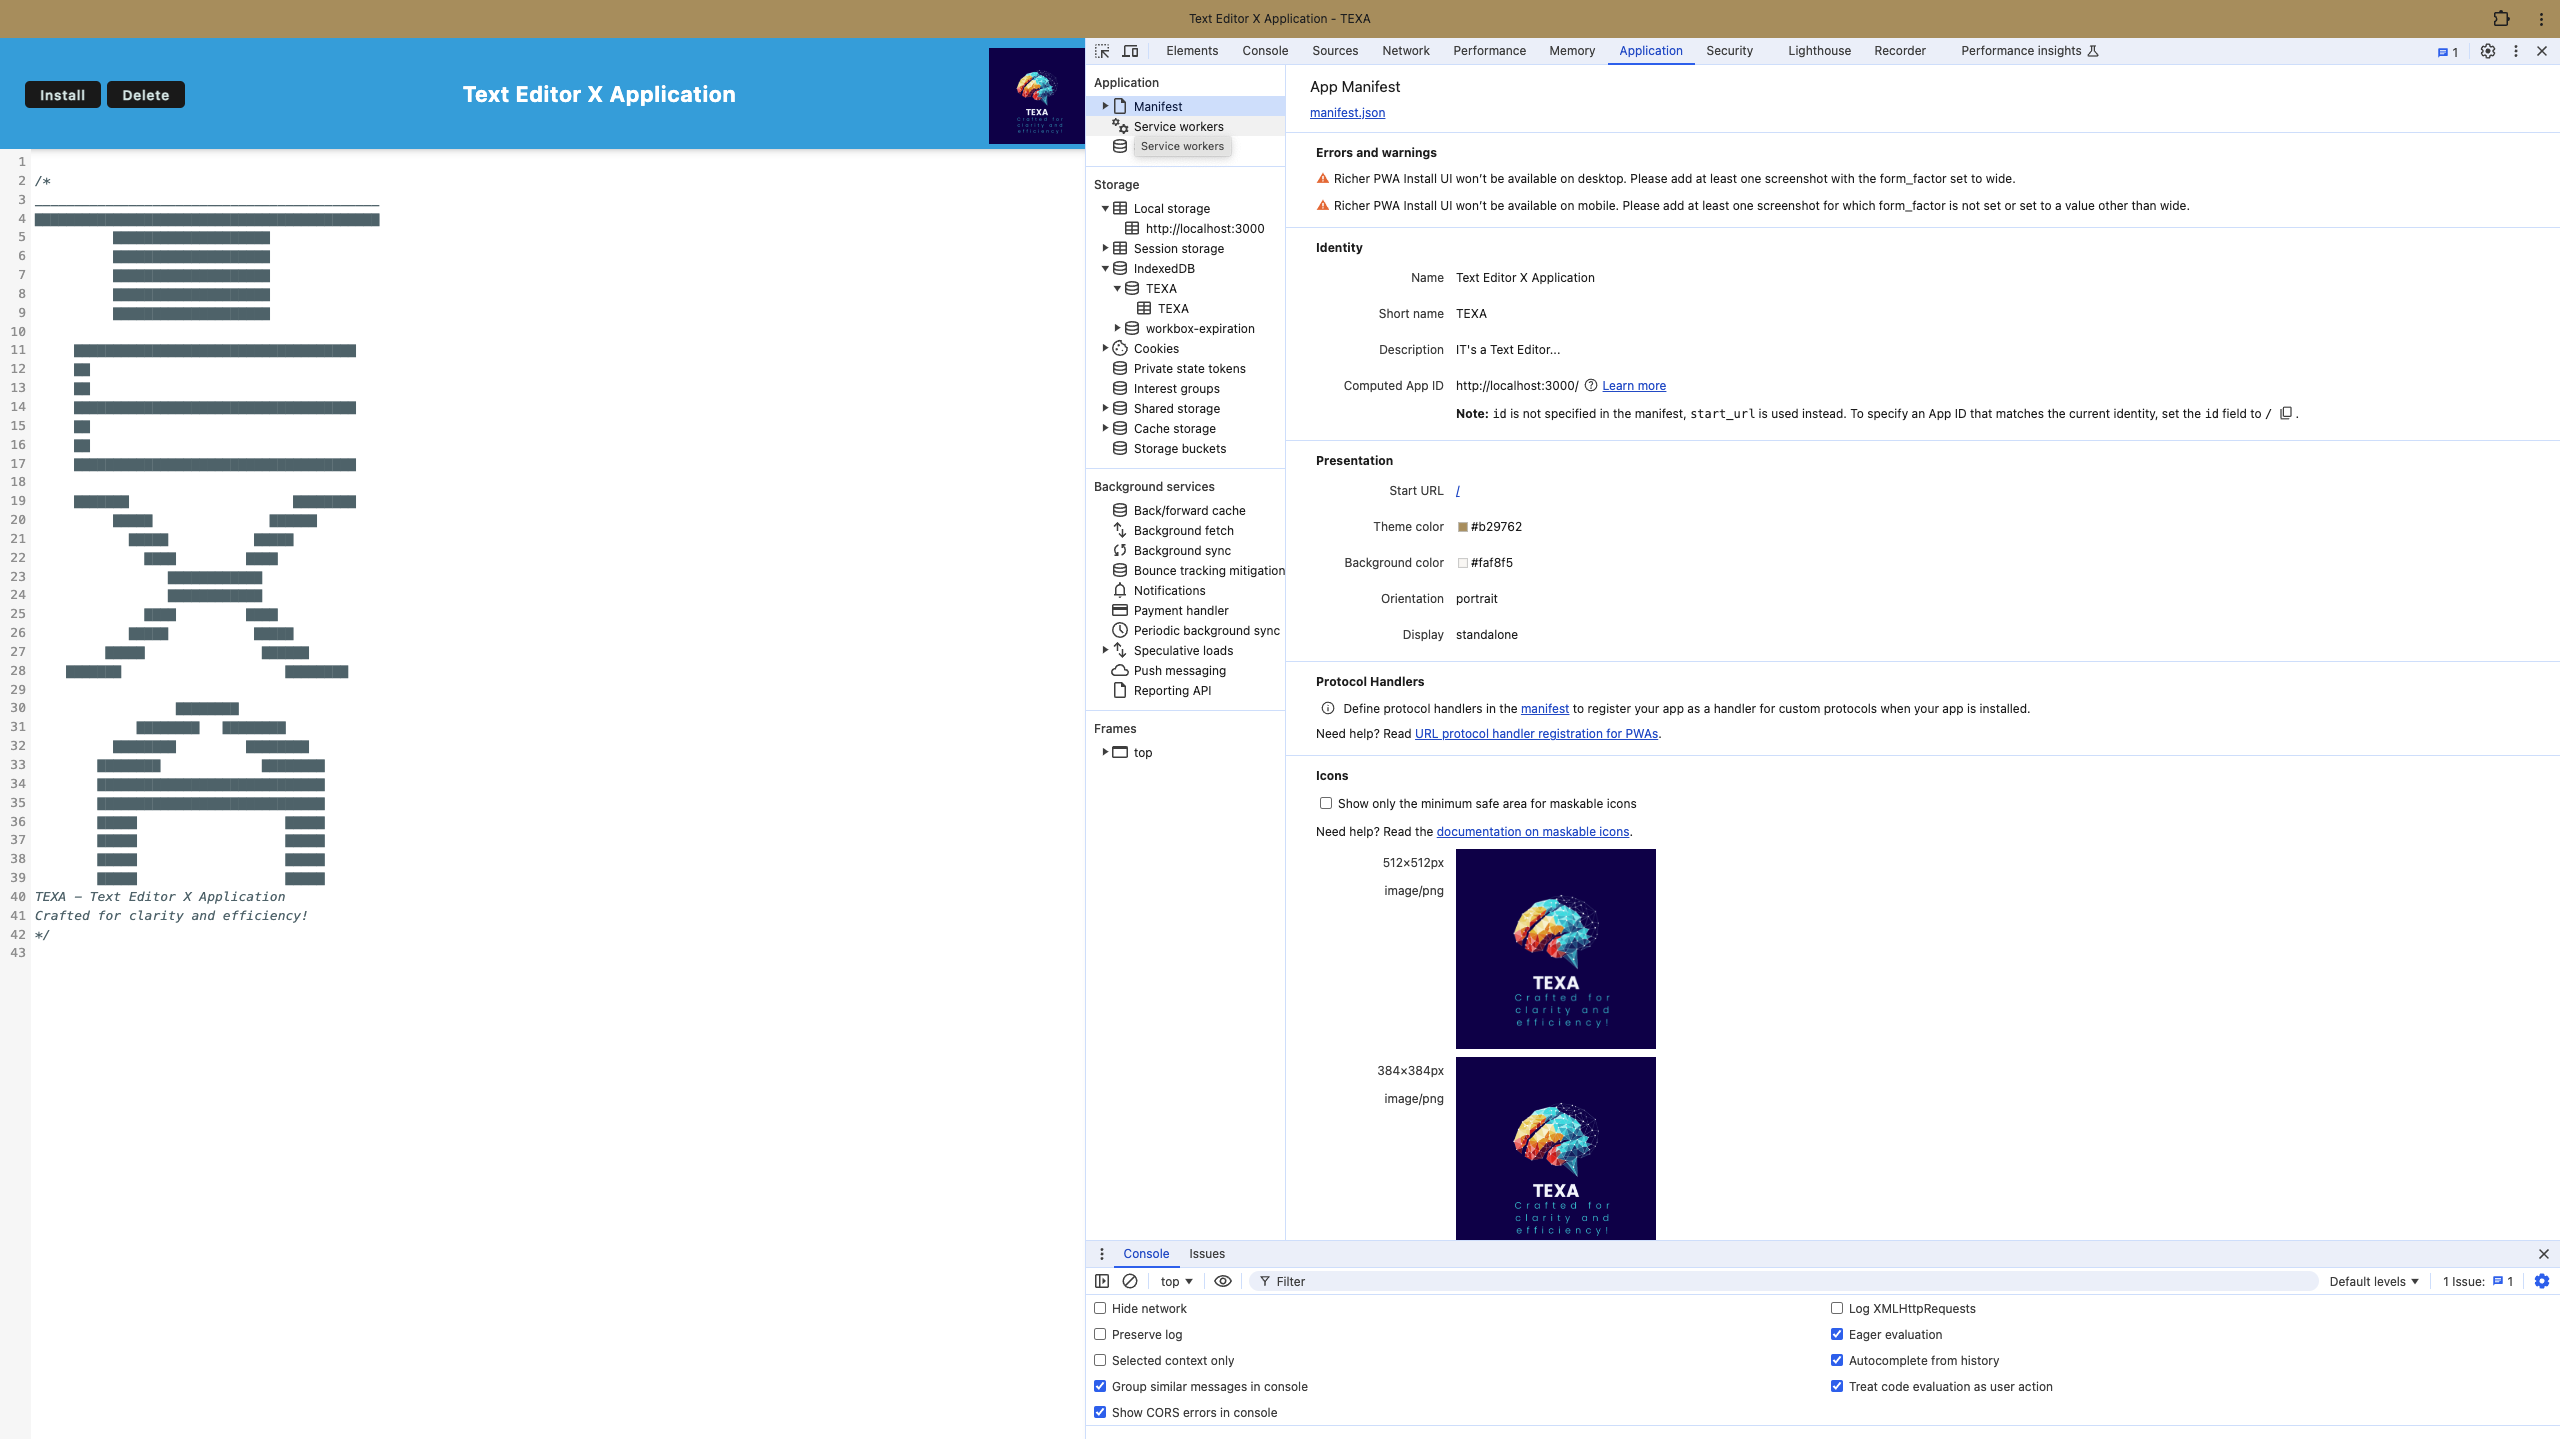 Text Editor X Application - TEXA
Install
Delete
Text Editor X Application
TEXA
Crafted for
clarity and
efficiency!
1
2 /*
3
4
5
6
7
8
9
10
11
12
13
14
15
16
17
18
19
20
21
22
23
24
25
26
27
28
29
30
31
32
33
34
35
36
37
38
39
40 TEXA – Text Editor X Application
41 Crafted for clarity and efficiency!
42 */
43
Elements Console Sources Network Performance Memory Application Security Lighthouse Recorder Performance insights 1
Application
Manifest
Service workers
Service workers
Storage
Local storage
http://localhost:3000
Session storage
IndexedDB
TEXA
TEXA
workbox-expiration
Cookies
Private state tokens
Interest groups
Shared storage
Cache storage
Storage buckets
Background services
Back/forward cache
Background fetch
Background sync
Bounce tracking mitigation
Notifications
Payment handler
Periodic background sync
Speculative loads
Push messaging
Reporting API
Frames
top
App Manifest
manifest.json
Errors and warnings
Richer PWA Install UI won’t be available on desktop. Please add at least one screenshot with the form_factor set to wide.
Richer PWA Install UI won’t be available on mobile. Please add at least one screenshot for which form_factor is not set or set to a value other than wide.
Identity
Name Text Editor X Application
Short name TEXA
Description IT's a Text Editor...
Computed App ID http://localhost:3000/ Learn more
Note: id is not specified in the manifest, start_url is used instead. To specify an App ID that matches the current identity, set the id field to / .
Presentation
Start URL /
Theme color #b29762
Background color #faf8f5
Orientation portrait
Display standalone
Protocol Handlers
Define protocol handlers in the manifest to register your app as a handler for custom protocols when your app is installed.
Need help? Read URL protocol handler registration for PWAs.
Icons
Show only the minimum safe area for maskable icons
Need help? Read the documentation on maskable icons.
512×512px
image/png
TEXA
Crafted for
clarity and
efficiency!
384×384px
image/png
TEXA
Crafted for
clarity and
efficiency!
Console Issues
top Filter Default levels 1 Issue: 1
Hide network
Preserve log
Selected context only
Group similar messages in console
Show CORS errors in console
Log XMLHttpRequests
Eager evaluation
Autocomplete from history
Treat code evaluation as user action